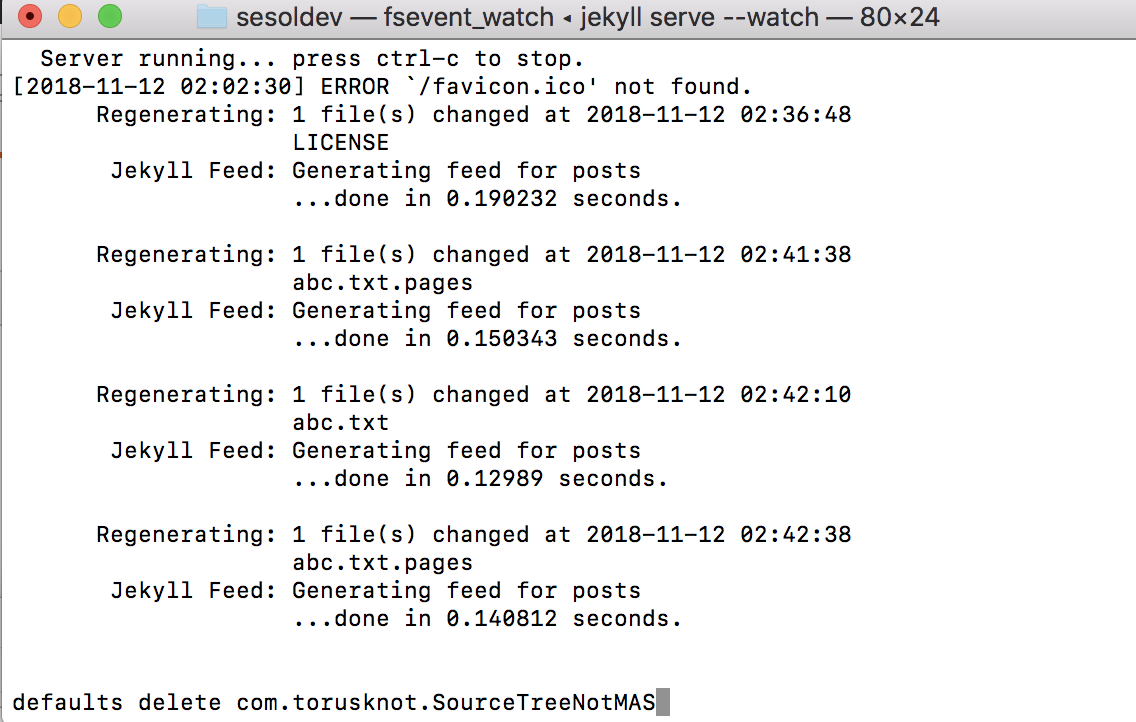 sesoldev — fsevent_watch ◂ jekyll serve --watch — 80×24
Server running... press ctrl-c to stop.
[2018-11-12 02:02:30] ERROR `/favicon.ico' not found.
Regenerating: 1 file(s) changed at 2018-11-12 02:36:48
LICENSE
Jekyll Feed: Generating feed for posts
...done in 0.190232 seconds.
Regenerating: 1 file(s) changed at 2018-11-12 02:41:38
abc.txt.pages
Jekyll Feed: Generating feed for posts
...done in 0.150343 seconds.
Regenerating: 1 file(s) changed at 2018-11-12 02:42:10
abc.txt
Jekyll Feed: Generating feed for posts
...done in 0.12989 seconds.
Regenerating: 1 file(s) changed at 2018-11-12 02:42:38
abc.txt.pages
Jekyll Feed: Generating feed for posts
...done in 0.140812 seconds.
defaults delete com.torusknot.SourceTreeNotMAS